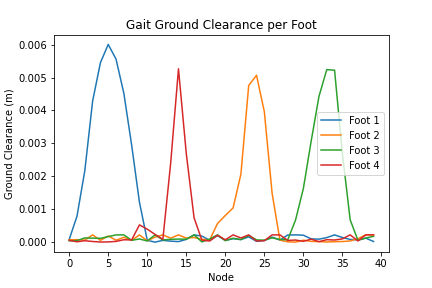 Gait Ground Clearance per Foot
Ground Clearance (m)
0.006
0.005
0.004
0.003
0.002
0.001
0.000
Foot 1
Foot 2
Foot 3
Foot 4
0 5 10 15 20 25 30 35 40
Node